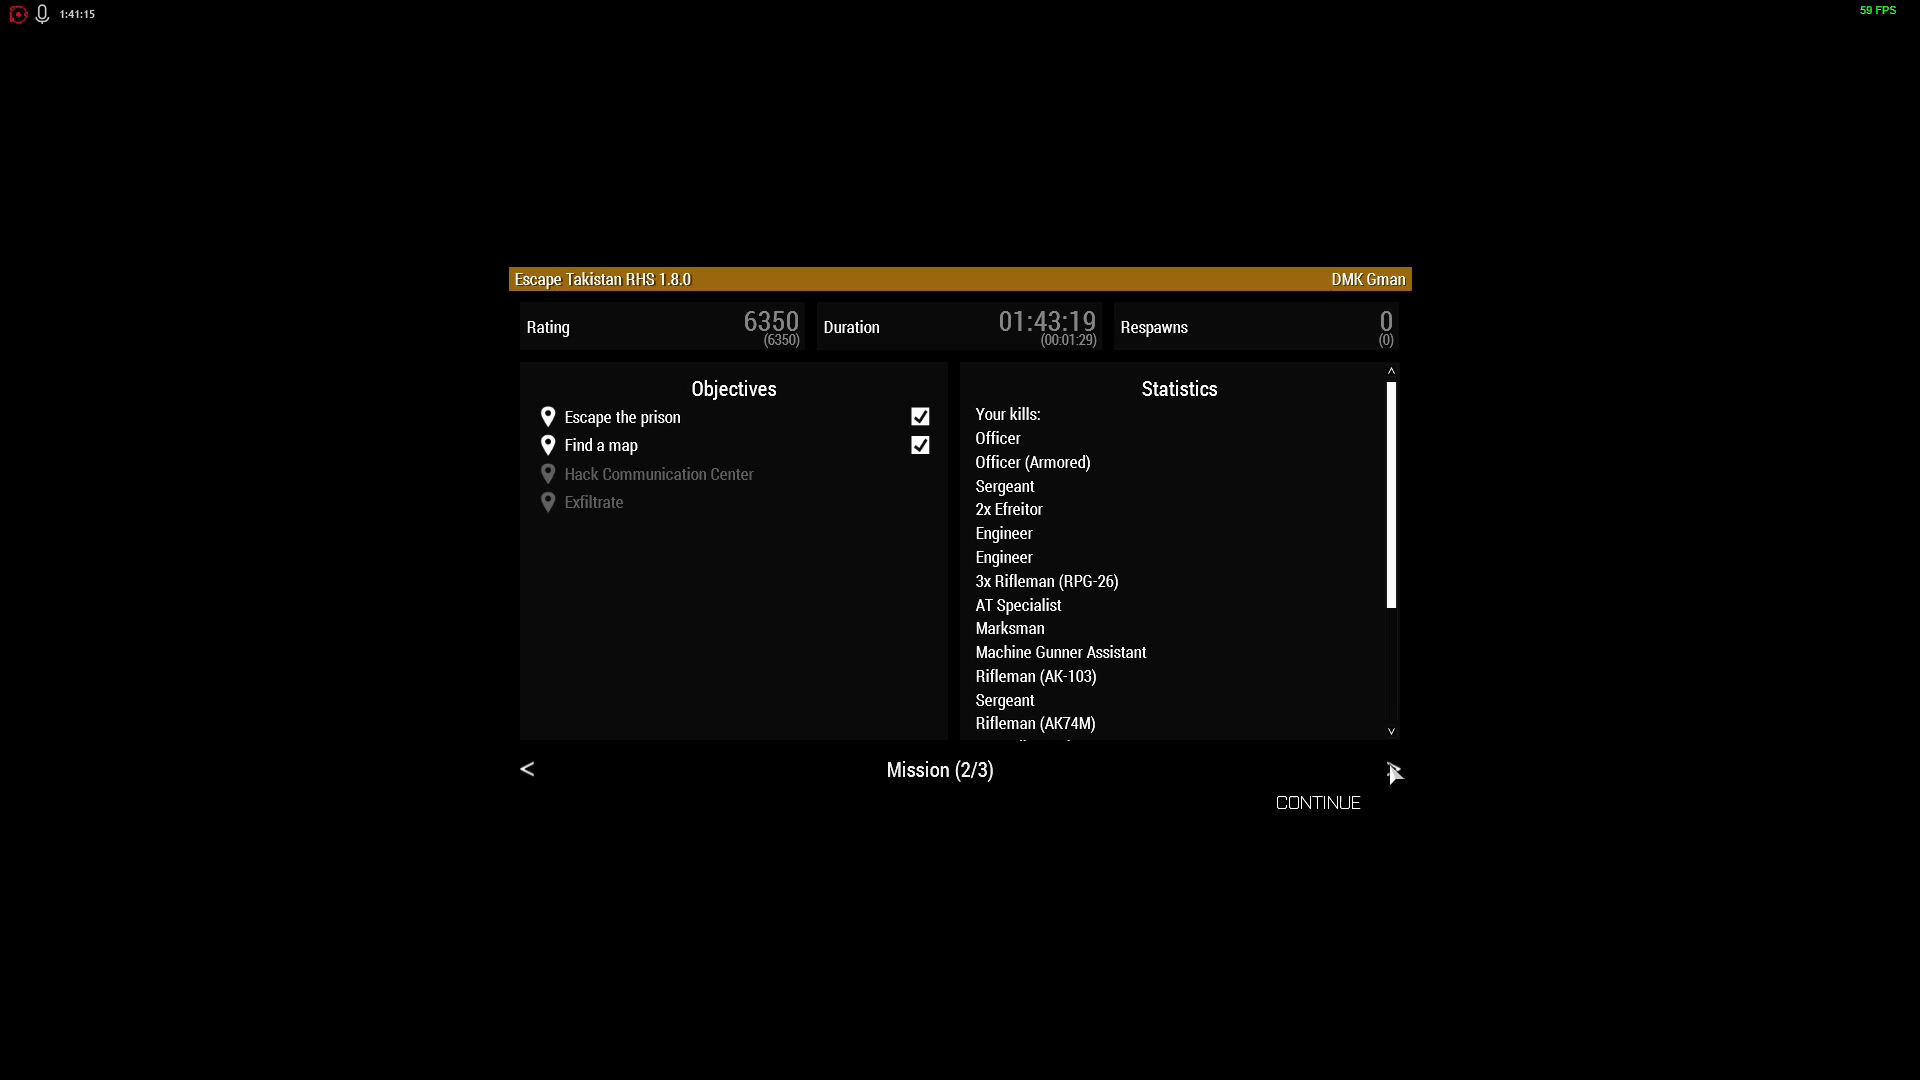 1:41:15
59 FPS
Escape Takistan RHS 1.8.0
DMK Gman
Rating
6350
(6350)
Duration
01:43:19
(00:01:29)
Respawns
0
(0)
Objectives
Escape the prison
Find a map
Hack Communication Center
Exfiltrate
Statistics
Your kills:
Officer
Officer (Armored)
Sergeant
2x Efreitor
Engineer
Engineer
3x Rifleman (RPG-26)
AT Specialist
Marksman
Machine Gunner Assistant
Rifleman (AK-103)
Sergeant
Rifleman (AK74M)
< Mission (2/3) >
CONTINUE